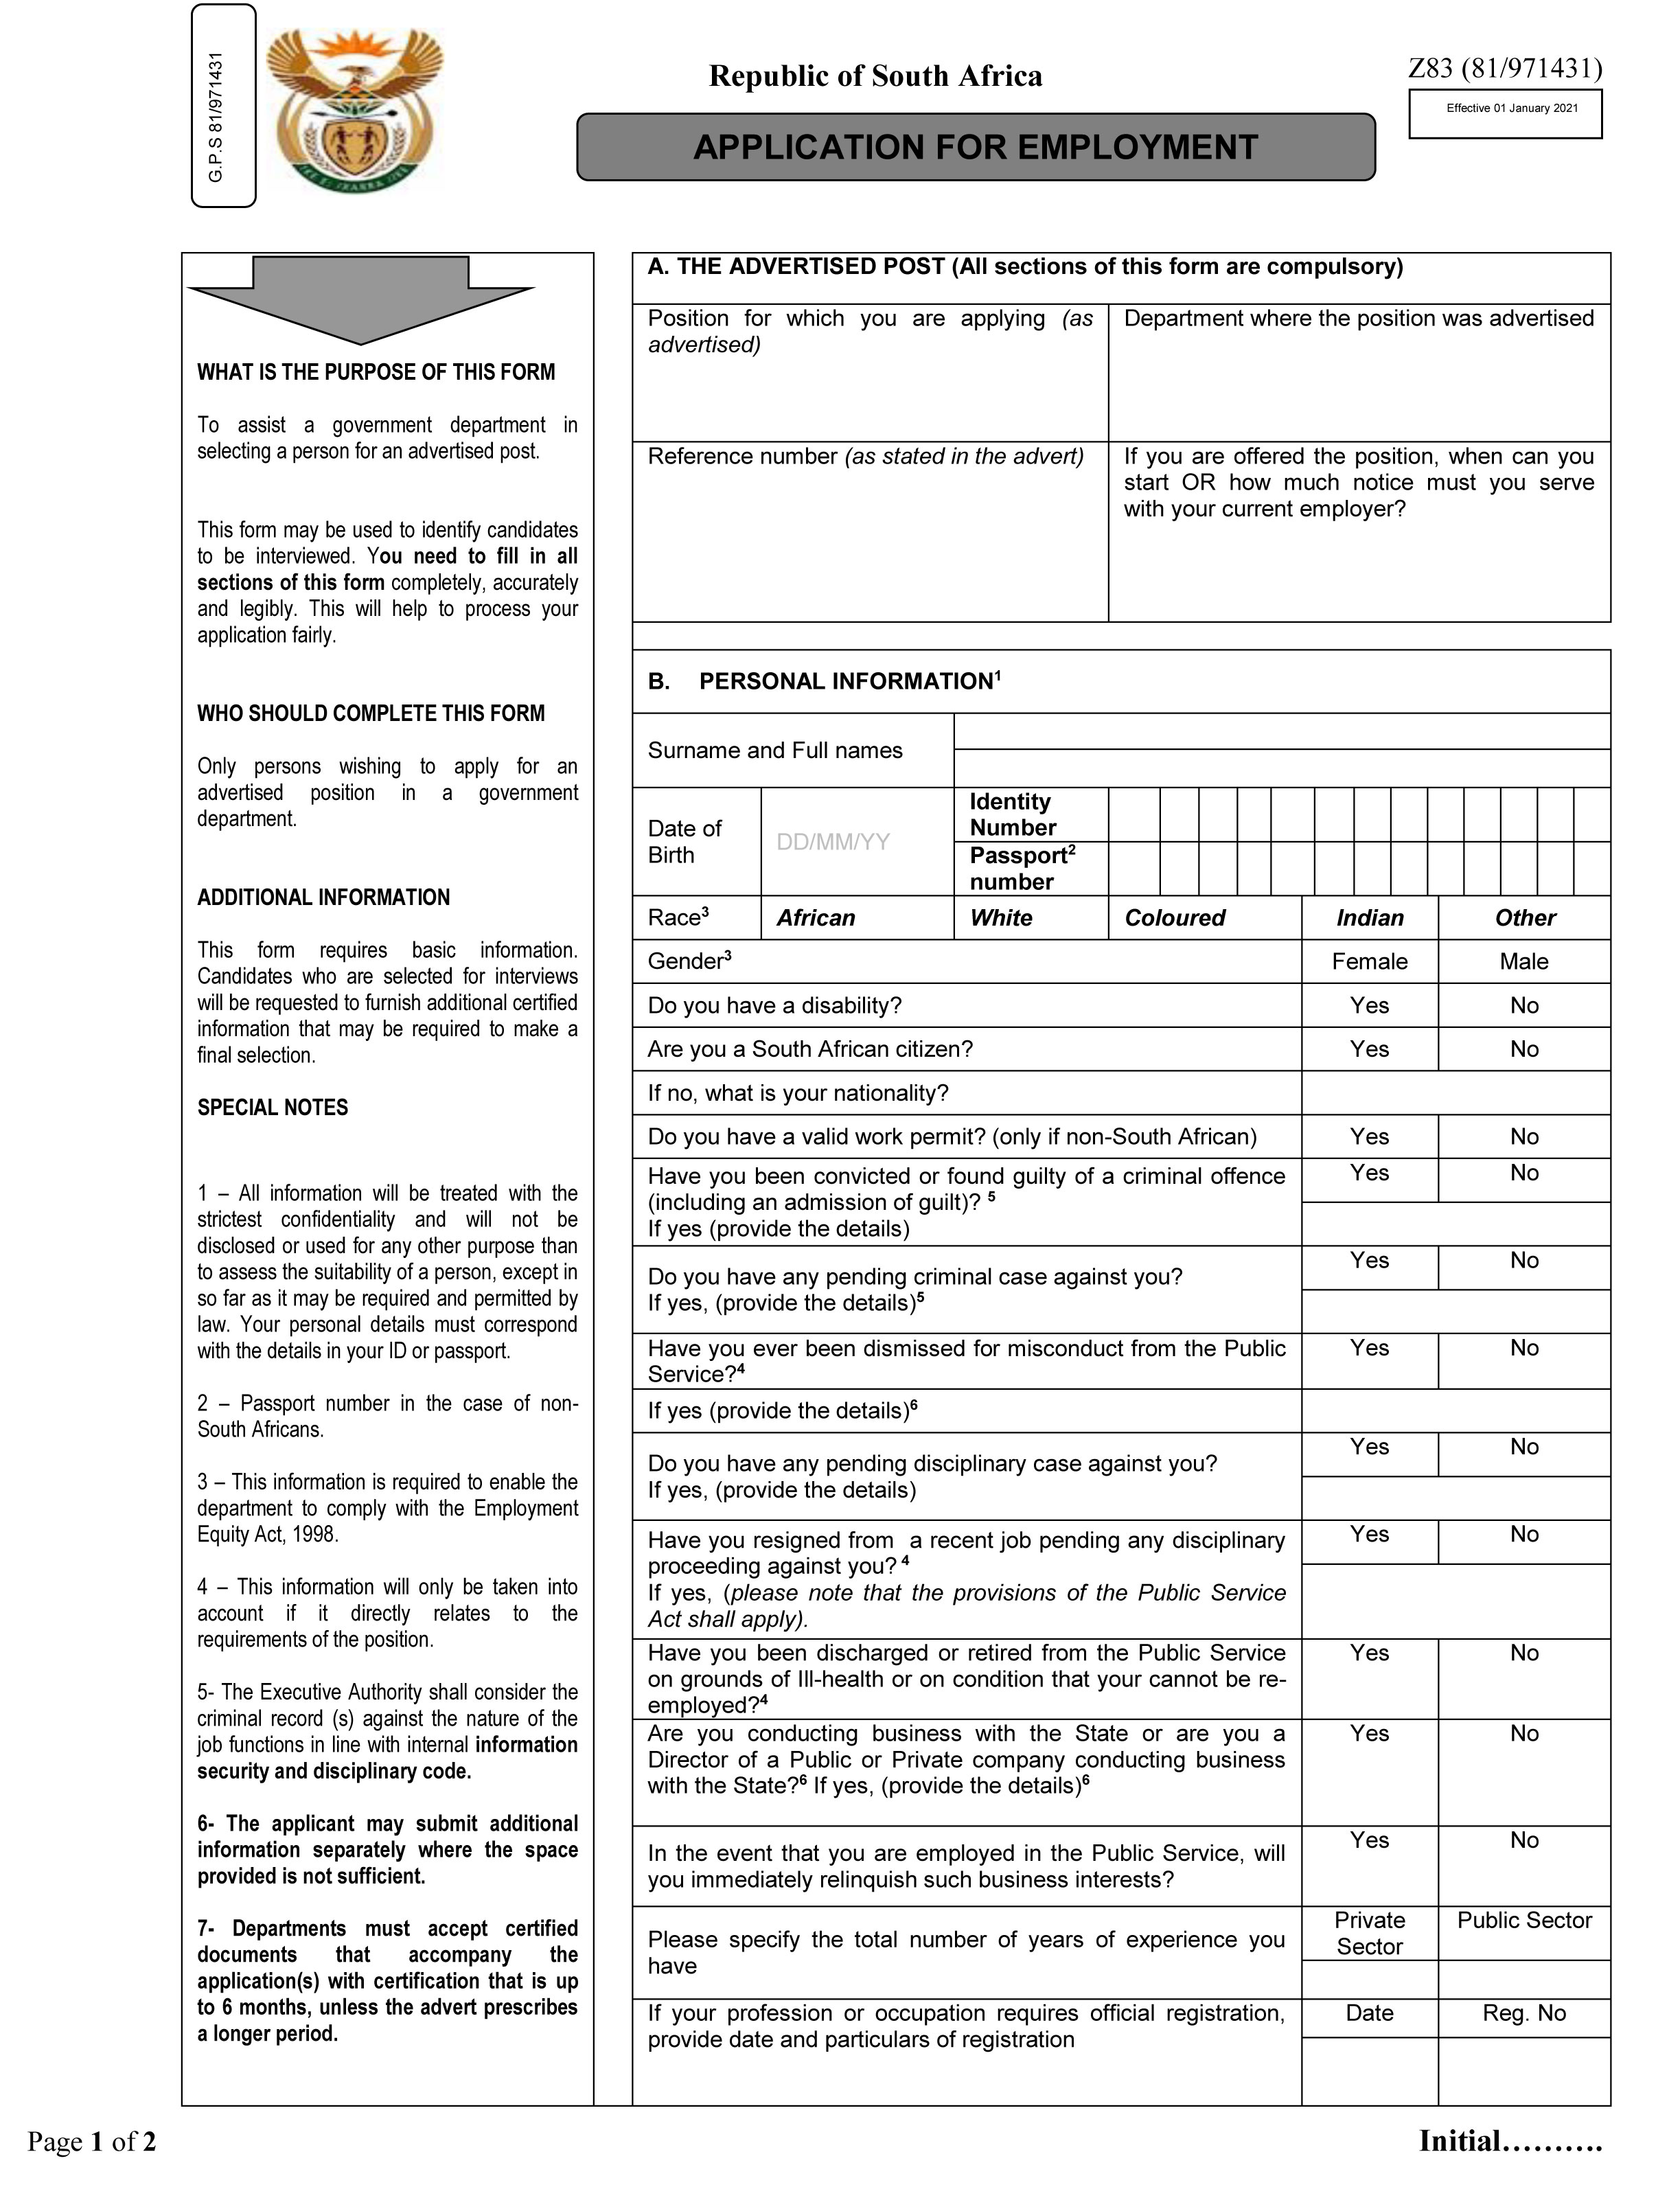 G.P.S 81/971431
Republic of South Africa
Z83 (81/971431)
Effective 01 January 2021
APPLICATION FOR EMPLOYMENT
WHAT IS THE PURPOSE OF THIS FORM
To assist a government department in
selecting a person for an advertised post.
This form may be used to identify candidates
to be interviewed. You need to fill in all
sections of this form completely, accurately
and legibly. This will help to process your
application fairly.
WHO SHOULD COMPLETE THIS FORM
Only persons wishing to apply for an
advertised position in a government
department.
ADDITIONAL INFORMATION
This form requires basic information.
Candidates who are selected for interviews
will be requested to furnish additional certified
information that may be required to make a
final selection.
SPECIAL NOTES
1 – All information will be treated with the
strictest confidentiality and will not be
disclosed or used for any other purpose than
to assess the suitability of a person, except in
so far as it may be required and permitted by
law. Your personal details must correspond
with the details in your ID or passport.
2 – Passport number in the case of non-
South Africans.
3 – This information is required to enable the
department to comply with the Employment
Equity Act, 1998.
4 – This information will only be taken into
account if it directly relates to the
requirements of the position.
5- The Executive Authority shall consider the
criminal record (s) against the nature of the
job functions in line with internal information
security and disciplinary code.
6- The applicant may submit additional
information separately where the space
provided is not sufficient.
7- Departments must accept certified
documents that accompany the
application(s) with certification that is up
to 6 months, unless the advert prescribes
a longer period.
A. THE ADVERTISED POST (All sections of this form are compulsory)
Position for which you are applying (as
advertised)
Department where the position was advertised
Reference number (as stated in the advert)
If you are offered the position, when can you
start OR how much notice must you serve
with your current employer?
B. PERSONAL INFORMATION¹
Surname and Full names
Date of
Birth
DD/MM/YY
Identity
Number
Passport²
number
Race³ African White Coloured Indian Other
Gender³ Female Male
Do you have a disability? Yes No
Are you a South African citizen? Yes No
If no, what is your nationality?
Do you have a valid work permit? (only if non-South African) Yes No
Have you been convicted or found guilty of a criminal offence Yes No
(including an admission of guilt)? ⁵
If yes (provide the details)
Yes No
Do you have any pending criminal case against you?
If yes, (provide the details)⁵
Have you ever been dismissed for misconduct from the Public Yes No
Service?⁴
If yes (provide the details)⁶
Yes No
Do you have any pending disciplinary case against you?
If yes, (provide the details)
Have you resigned from a recent job pending any disciplinary Yes No
proceeding against you? ⁴
If yes, (please note that the provisions of the Public Service
Act shall apply).
Have you been discharged or retired from the Public Service Yes No
on grounds of Ill-health or on condition that your cannot be re-
employed?⁴
Are you conducting business with the State or are you a Yes No
Director of a Public or Private company conducting business
with the State?⁶ If yes, (provide the details)⁶
Yes No
In the event that you are employed in the Public Service, will
you immediately relinquish such business interests?
Private Public Sector
Sector
Please specify the total number of years of experience you
have
If your profession or occupation requires official registration, Date Reg. No
provide date and particulars of registration
Page 1 of 2
Initial……….